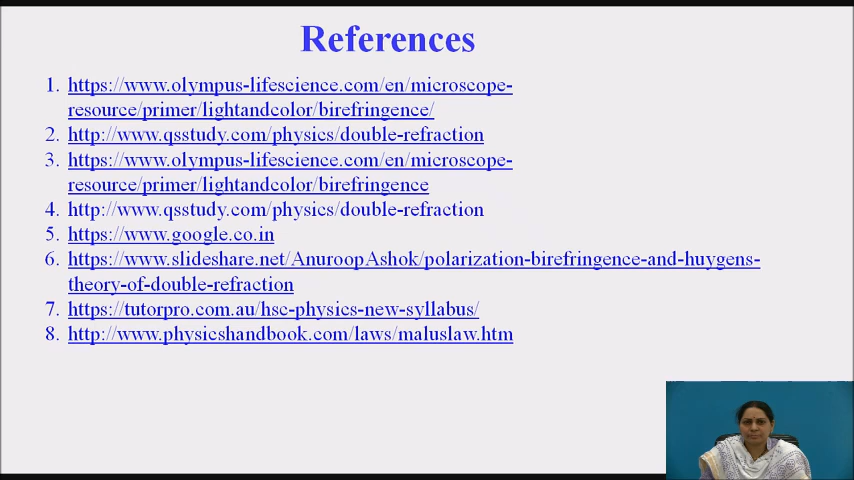 References
1. https://www.olympus-lifescience.com/en/microscope-
resource/primer/lightandcolor/birefringence/
2. http://www.qsstudy.com/physics/double-refraction
3. https://www.olympus-lifescience.com/en/microscope-
resource/primer/lightandcolor/birefringence
4. http://www.qsstudy.com/physics/double-refraction
5. https://www.google.co.in
6. https://www.slideshare.net/AnuroopAshok/polarization-birefringence-and-huygens-
theory-of-double-refraction
7. https://tutorpro.com.au/hsc-physics-new-syllabus/
8. http://www.physicshandbook.com/laws/maluslaw.htm